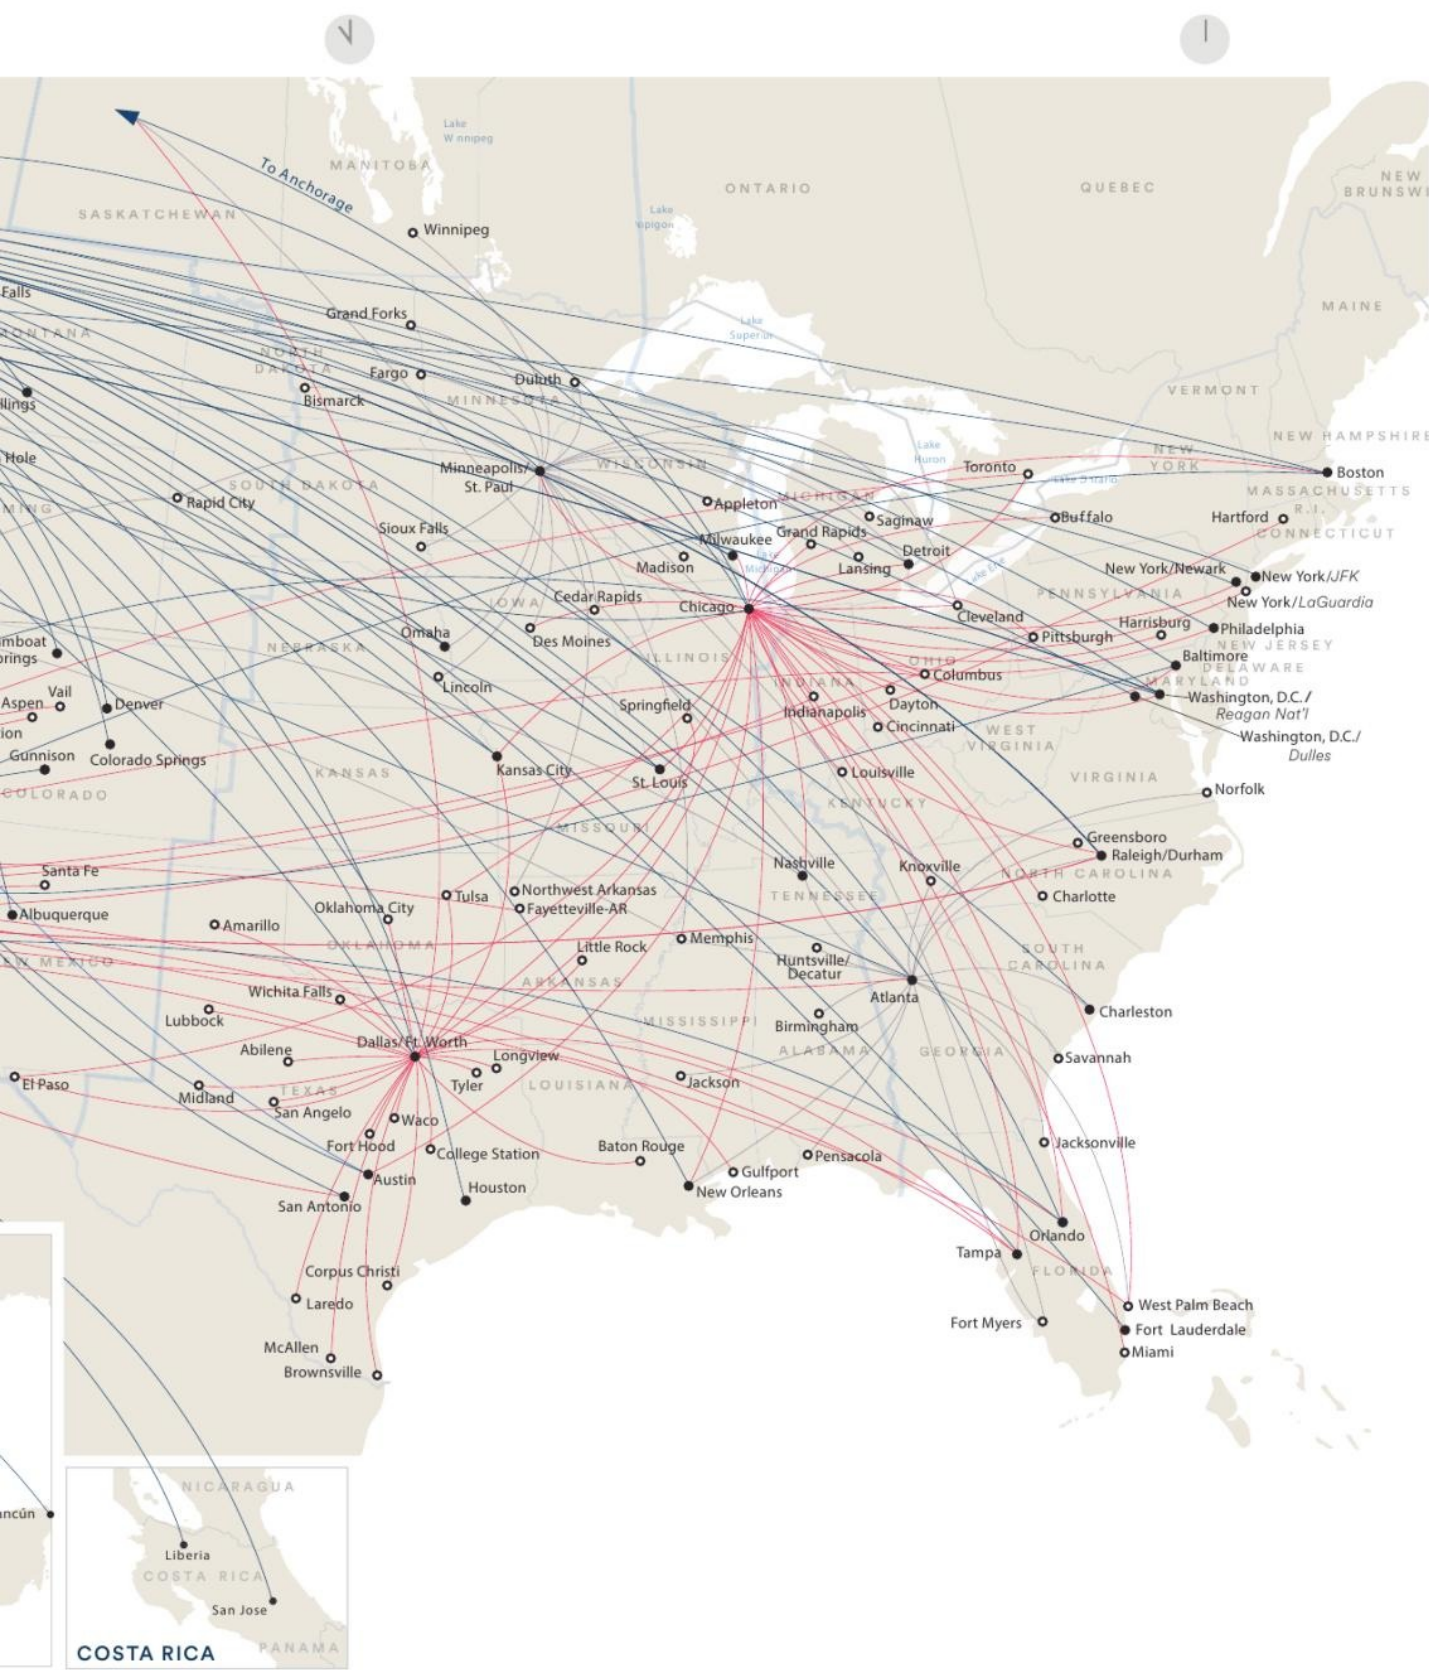 Lake
W nnipeg
MANITOBA
To Anchorage
ONTARIO
QUEBEC
NEW
BRUNSWI
SASKATCHEWAN
Lake
Winnipeg
Falls
MONTANA
Grand Forks
Lake
Superior
MAINE
NORTH
DAKOTA
Fargo
Duluth
Bismarck
MINNESOTA
VERMONT
llings
NEW HAMPSHIRE
Hole
Lake
Huron
NEW
YORK
Minneapolis/
St. Paul
WISCONSIN
Toronto
Boston
SOUTH DAKOTA
MICHIGAN
MASSACHUSETTS
R.I.
CONNECTICUT
Rapid City
MING
Appleton
Saginaw
Buffalo
Hartford
Sioux Falls
Milwaukee
Grand Rapids
Madison
Lake
Michigan
Lansing
Detroit
Lake Erie
New York/Newark
New York/JFK
New York/LaGuardia
PENNSYLVANIA
IOWA
Cedar Rapids
Chicago
Cleveland
Harrisburg
Philadelphia
NEW JERSEY
Omaha
Des Moines
Pittsburgh
NEBRASKA
mboat
prings
ILLINOIS
OHIO
Baltimore
DELAWARE
MARYLAND
Columbus
Lincoln
INDIANA
Aspen
Vail
Denver
Springfield
Indianapolis
Dayton
Washington, D.C./
Reagan Nat'l
Cincinnati
ion
Gunnison
Colorado Springs
WEST
VIRGINIA
Washington, D.C./
Dulles
KANSAS
Kansas City
St. Louis
Louisville
VIRGINIA
Norfolk
COLORADO
KENTUCKY
MISSOURI
Greensboro
Raleigh/Durham
Santa Fe
Nashville
Knoxville
NORTH CAROLINA
Tulsa
Northwest Arkansas
Fayetteville-AR
TENNESSEE
Charlotte
Albuquerque
Amarillo
Oklahoma City
OKLAHOMA
Memphis
Little Rock
Huntsville/
Decatur
SOUTH
CAROLINA
EW MEXICO
ARKANSAS
Wichita Falls
Atlanta
Lubbock
MISSISSIPPI
Birmingham
Charleston
Abilene
Dallas/Ft. Worth
Longview
ALABAMA
GEORGIA
Savannah
El Paso
Midland
TEXAS
Tyler
LOUISIANA
Jackson
San Angelo
Waco
Fort Hood
College Station
Baton Rouge
Pensacola
Jacksonville
Gulfport
Austin
Houston
New Orleans
San Antonio
Orlando
Tampa
FLORIDA
Corpus Christi
Laredo
West Palm Beach
Fort Myers
Fort Lauderdale
McAllen
Miami
Brownsville
NICARAGUA
ancún
Liberia
COSTA RICA
San Jose
PANAMA
COSTA RICA